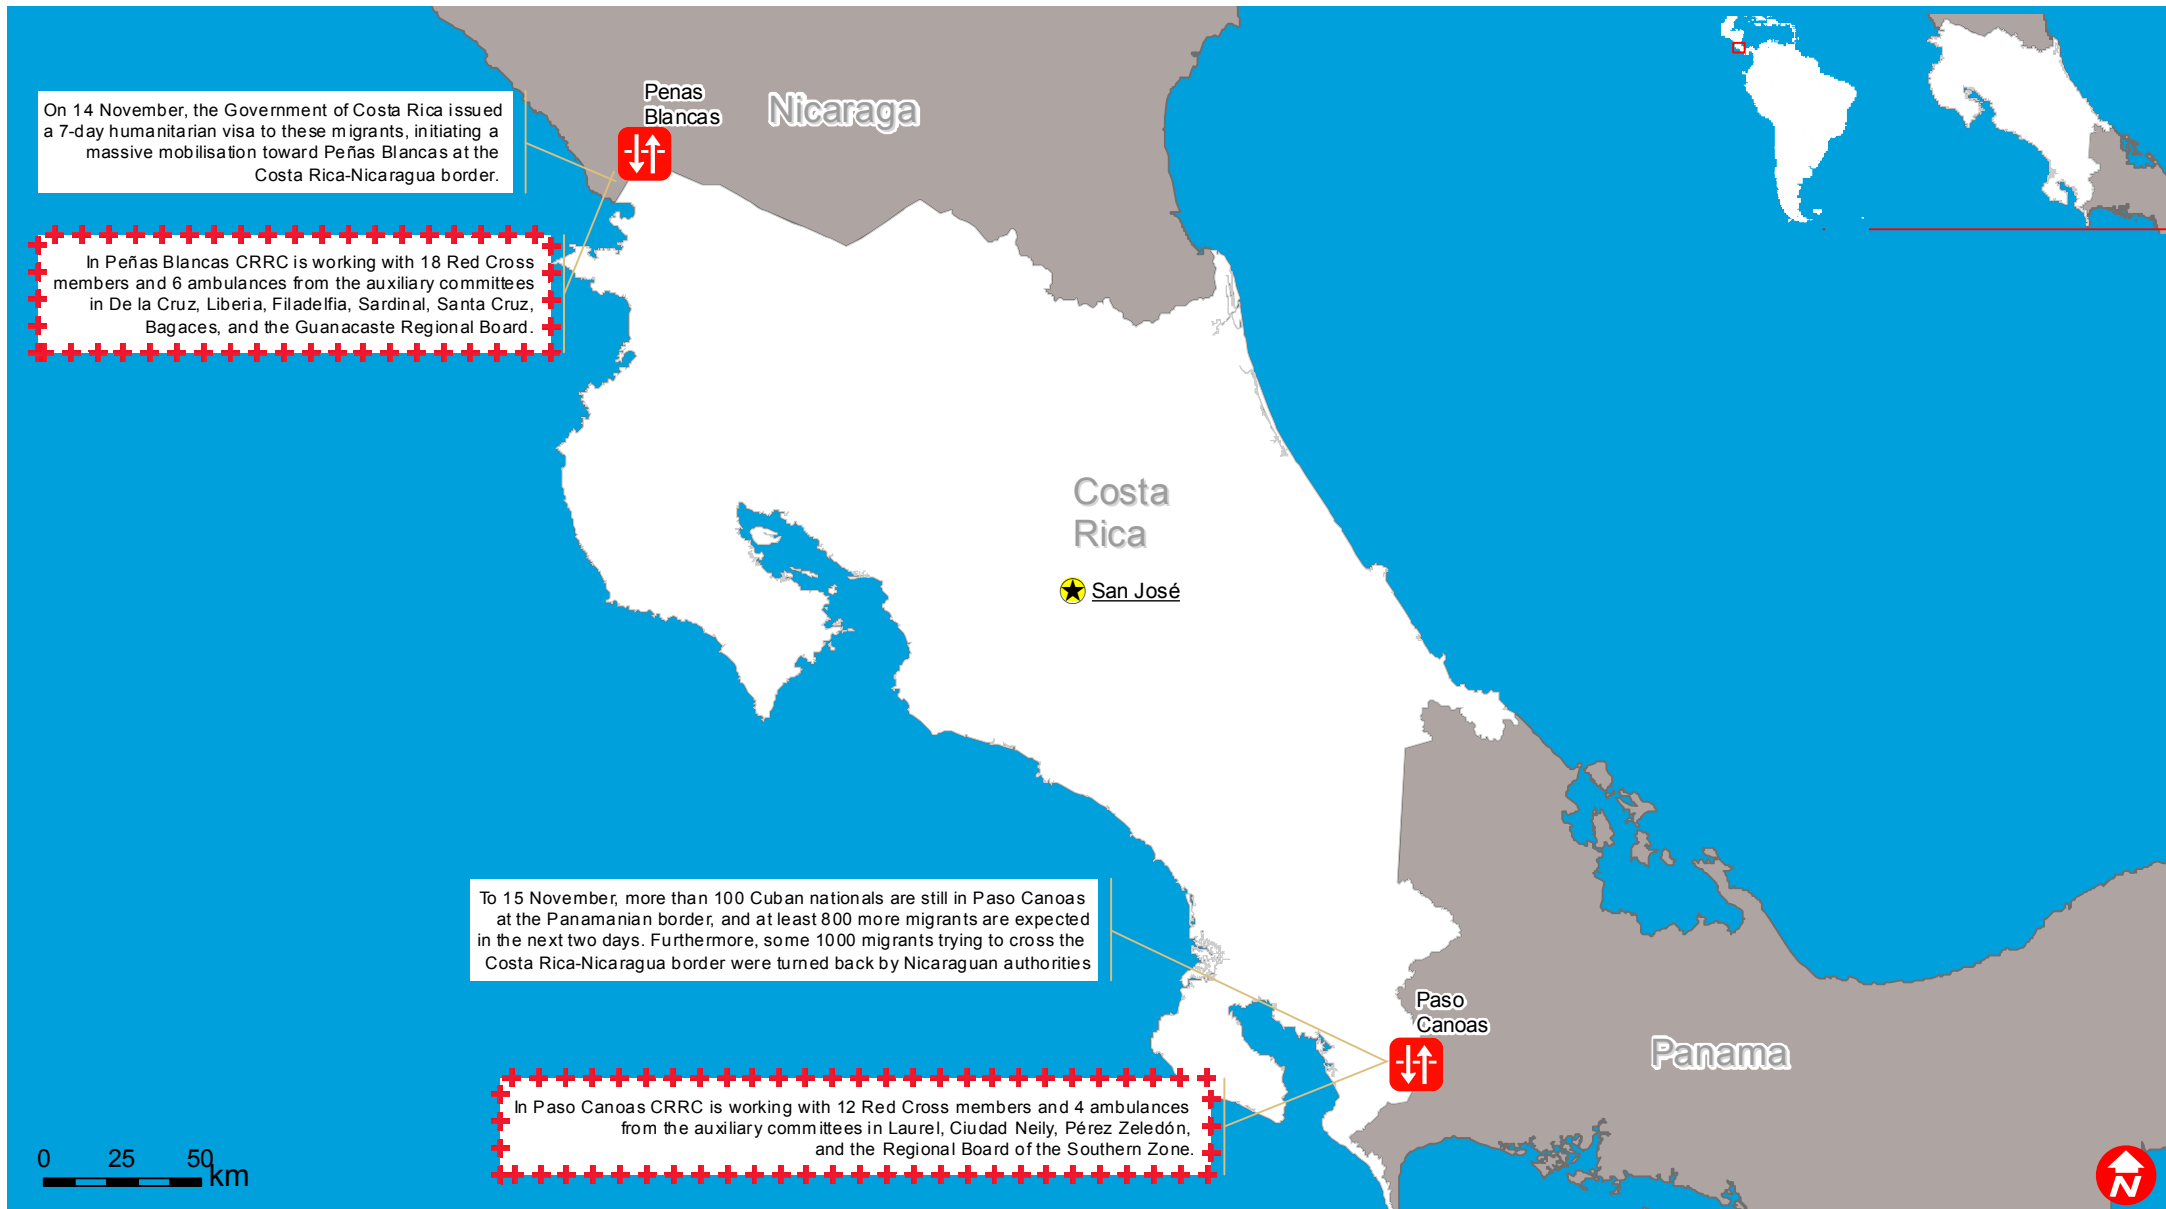 Penas
Blancas
Nicaraga
On 14 November, the Government of Costa Rica issued
a 7-day humanitarian visa to these migrants, initiating a
massive mobilisation toward Peñas Blancas at the
Costa Rica-Nicaragua border.
In Peñas Blancas CRRC is working with 18 Red Cross
members and 6 ambulances from the auxiliary committees
in De la Cruz, Liberia, Filadelfia, Sardinal, Santa Cruz,
Bagaces, and the Guanacaste Regional Board.
Costa
Rica
San José
To 15 November, more than 100 Cuban nationals are still in Paso Canoas
at the Panamanian border, and at least 800 more migrants are expected
in the next two days. Furthermore, some 1000 migrants trying to cross the
Costa Rica-Nicaragua border were turned back by Nicaraguan authorities
Paso
Canoas
Panama
In Paso Canoas CRRC is working with 12 Red Cross members and 4 ambulances
from the auxiliary committees in Laurel, Ciudad Neily, Pérez Zeledón,
and the Regional Board of the Southern Zone.
0 25 50
km
N